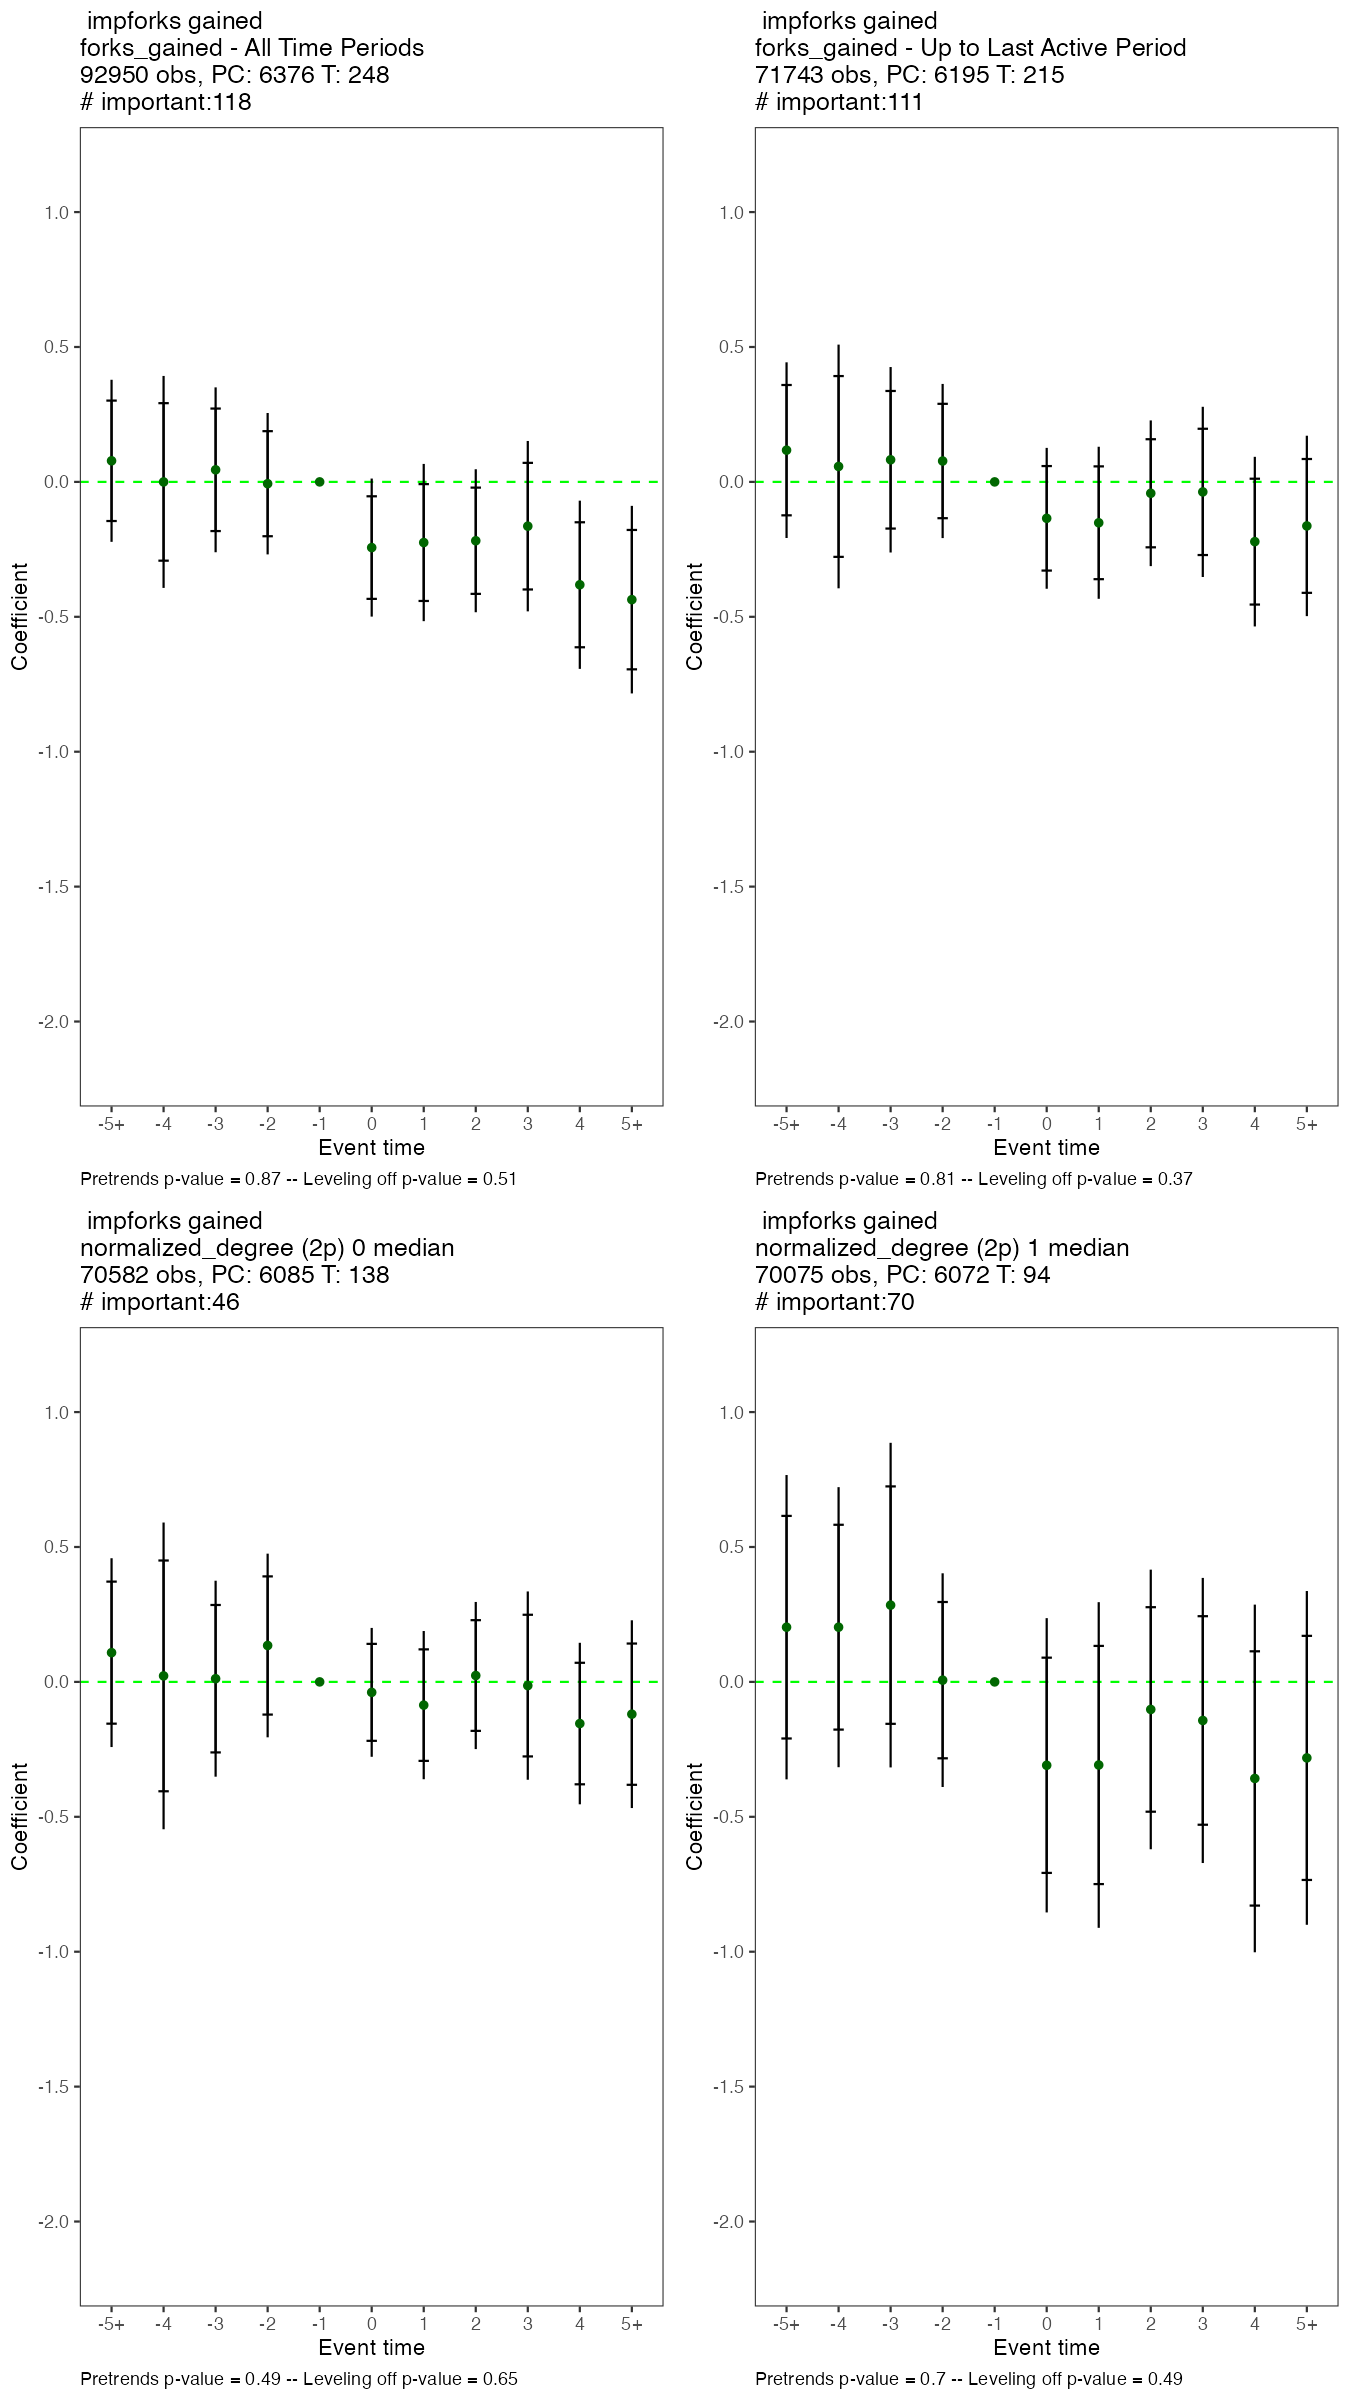 impforks gained
forks_gained - All Time Periods
92950 obs, PC: 6376 T: 248
# important:118
1.0
0.5
0.0
-0.5
-1.0
-1.5
-2.0
Coefficient
-5+ -4 -3 -2 -1 0 1 2 3 4 5+
Event time
Pretrends p-value = 0.87 -- Leveling off p-value = 0.51
impforks gained
forks_gained - Up to Last Active Period
71743 obs, PC: 6195 T: 215
# important:111
1.0
0.5
0.0
-0.5
-1.0
-1.5
-2.0
Coefficient
-5+ -4 -3 -2 -1 0 1 2 3 4 5+
Event time
Pretrends p-value = 0.81 -- Leveling off p-value = 0.37
impforks gained
normalized_degree (2p) 0 median
70582 obs, PC: 6085 T: 138
# important:46
1.0
0.5
0.0
-0.5
-1.0
-1.5
-2.0
Coefficient
-5+ -4 -3 -2 -1 0 1 2 3 4 5+
Event time
Pretrends p-value = 0.49 -- Leveling off p-value = 0.65
impforks gained
normalized_degree (2p) 1 median
70075 obs, PC: 6072 T: 94
# important:70
1.0
0.5
0.0
-0.5
-1.0
-1.5
-2.0
Coefficient
-5+ -4 -3 -2 -1 0 1 2 3 4 5+
Event time
Pretrends p-value = 0.7 -- Leveling off p-value = 0.49